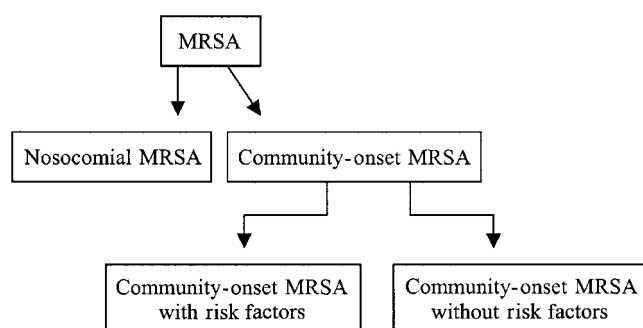 MRSA
Nosocomial MRSA
Community-onset MRSA
Community-onset MRSA
with risk factors
Community-onset MRSA
without risk factors